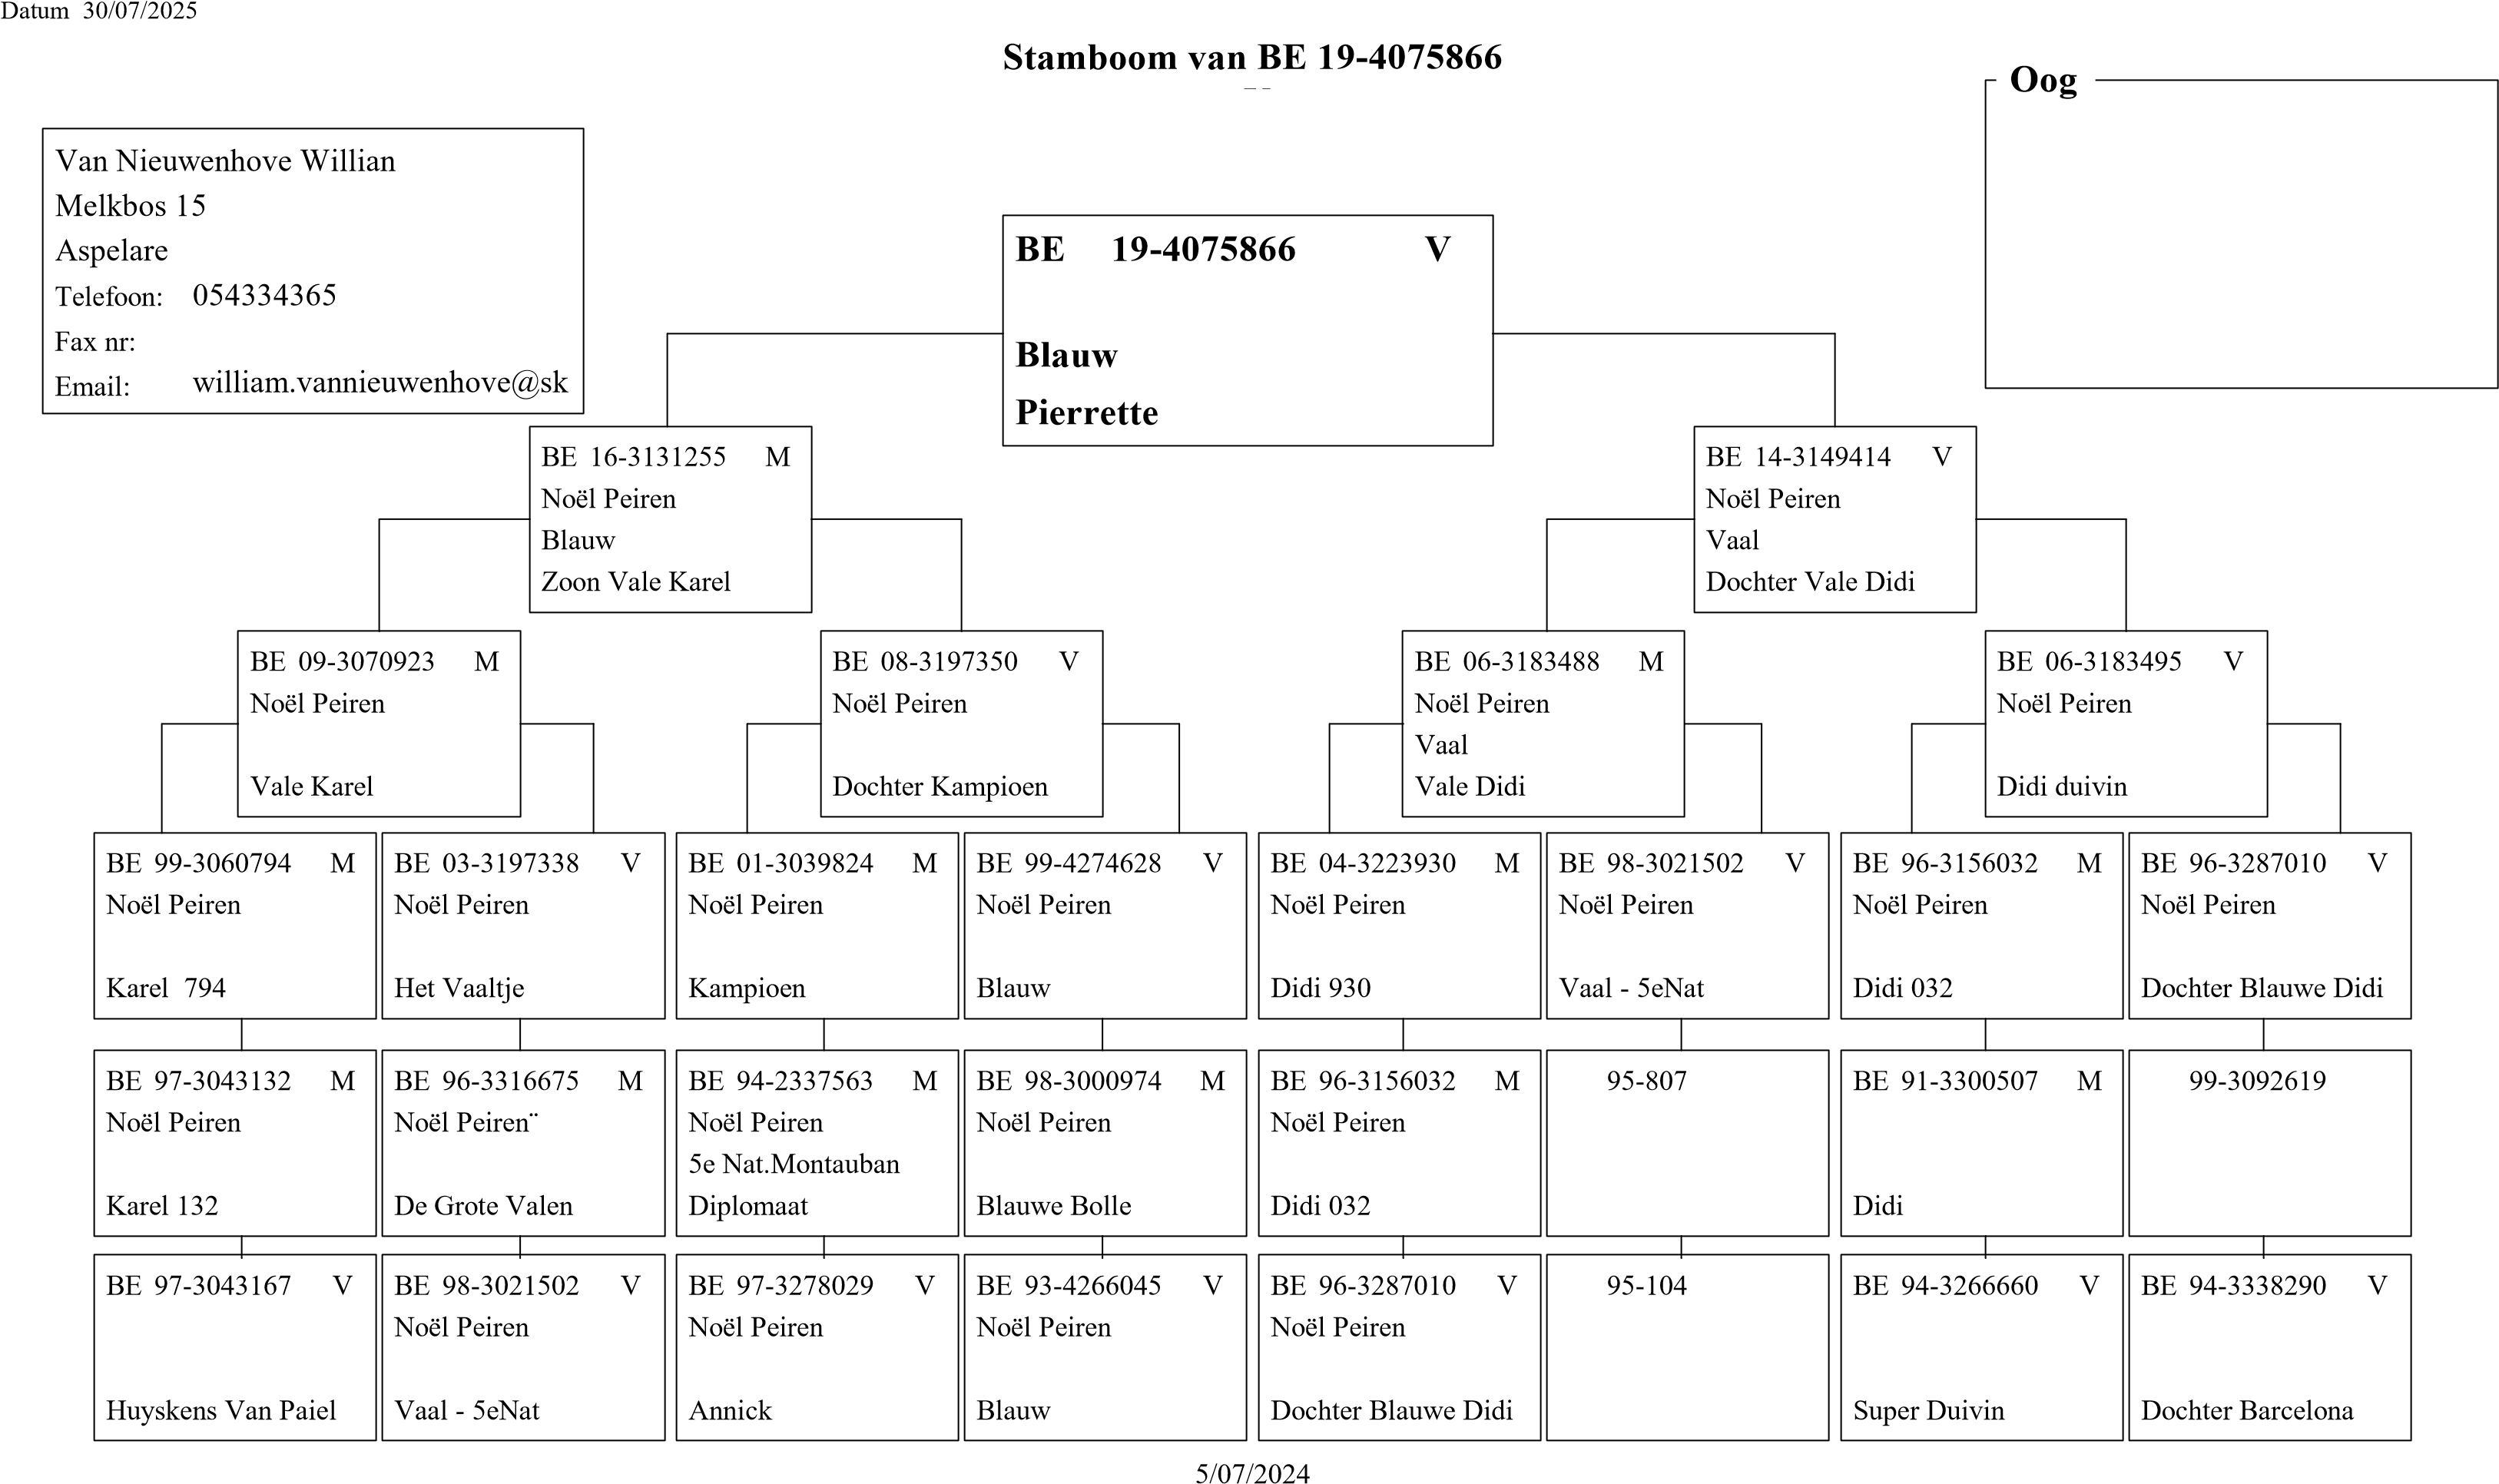 Datum 30/07/2025
Stamboom van BE 19-4075866
Oog
Van Nieuwenhove Willian
Melkbos 15
Aspelare
Telefoon: 054334365
Fax nr:
Email: william.vannieuwenhove@sk
BE 19-4075866 V
Blauw
Pierrette
BE 16-3131255 M
Noël Peiren
Blauw
Zoon Vale Karel
BE 14-3149414 V
Noël Peiren
Vaal
Dochter Vale Didi
BE 09-3070923 M
Noël Peiren
Vale Karel
BE 08-3197350 V
Noël Peiren
Dochter Kampioen
BE 06-3183488 M
Noël Peiren
Vaal
Vale Didi
BE 06-3183495 V
Noël Peiren
Didi duivin
BE 99-3060794 M
Noël Peiren
Karel 794
BE 03-3197338 V
Noël Peiren
Het Vaaltje
BE 01-3039824 M
Noël Peiren
Kampioen
BE 99-4274628 V
Noël Peiren
Blauw
BE 04-3223930 M
Noël Peiren
Didi 930
BE 98-3021502 V
Noël Peiren
Vaal - 5eNat
BE 96-3156032 M
Noël Peiren
Didi 032
BE 96-3287010 V
Noël Peiren
Dochter Blauwe Didi
BE 97-3043132 M
Noël Peiren
Karel 132
BE 96-3316675 M
Noël Peiren¨
De Grote Valen
BE 94-2337563 M
Noël Peiren
5e Nat.Montauban
Diplomaat
BE 98-3000974 M
Noël Peiren
Blauwe Bolle
BE 96-3156032 M
Noël Peiren
Didi 032
95-807
BE 91-3300507 M
Didi
99-3092619
BE 97-3043167 V
Huyskens Van Paiel
BE 98-3021502 V
Noël Peiren
Vaal - 5eNat
BE 97-3278029 V
Noël Peiren
Annick
BE 93-4266045 V
Noël Peiren
Blauw
BE 96-3287010 V
Noël Peiren
Dochter Blauwe Didi
95-104
BE 94-3266660 V
Super Duivin
BE 94-3338290 V
Dochter Barcelona
5/07/2024